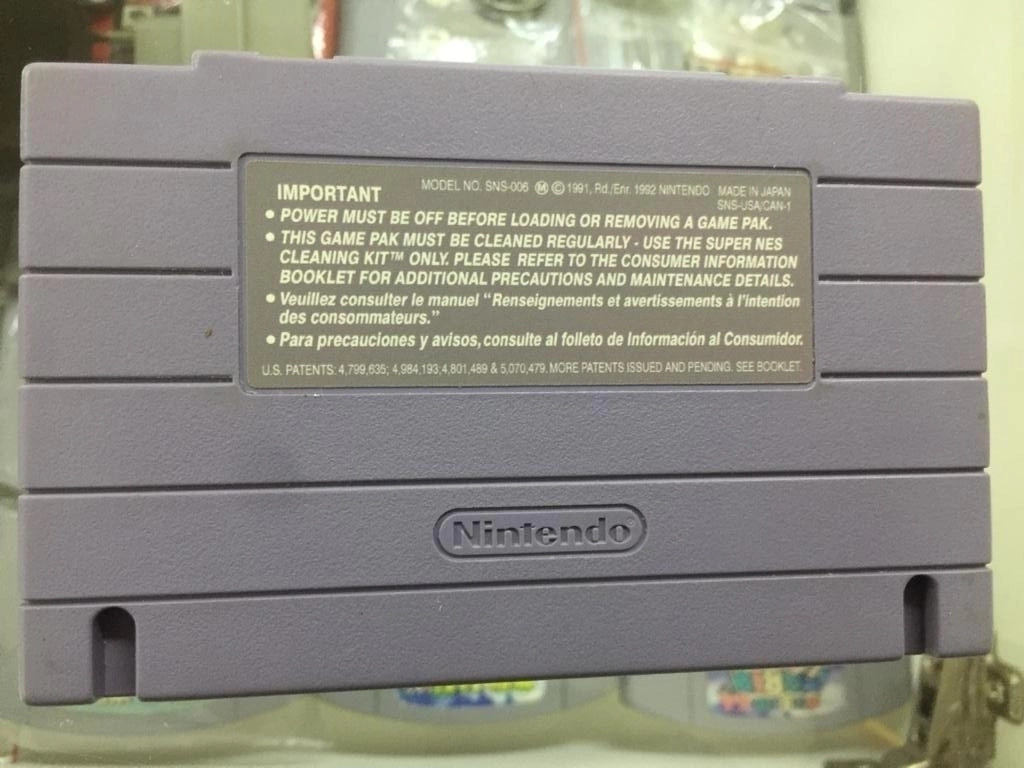 IMPORTANT MODEL NO. SNS-006 Ⓜ © 1991, Rd./Enr. 1992 NINTENDO MADE IN JAPAN
SNS-USA/CAN-1
• POWER MUST BE OFF BEFORE LOADING OR REMOVING A GAME PAK.
• THIS GAME PAK MUST BE CLEANED REGULARLY - USE THE SUPER NES
CLEANING KIT™ ONLY. PLEASE REFER TO THE CONSUMER INFORMATION
BOOKLET FOR ADDITIONAL PRECAUTIONS AND MAINTENANCE DETAILS.
• Veuillez consulter le manuel “Renseignements et avertissements à l'intention
des consommateurs.”
• Para precauciones y avisos, consulte al folleto de Información al Consumidor.
U.S. PATENTS: 4,799,635; 4,984,193,4,801,489 & 5,070,479. MORE PATENTS ISSUED AND PENDING. SEE BOOKLET.
Nintendo